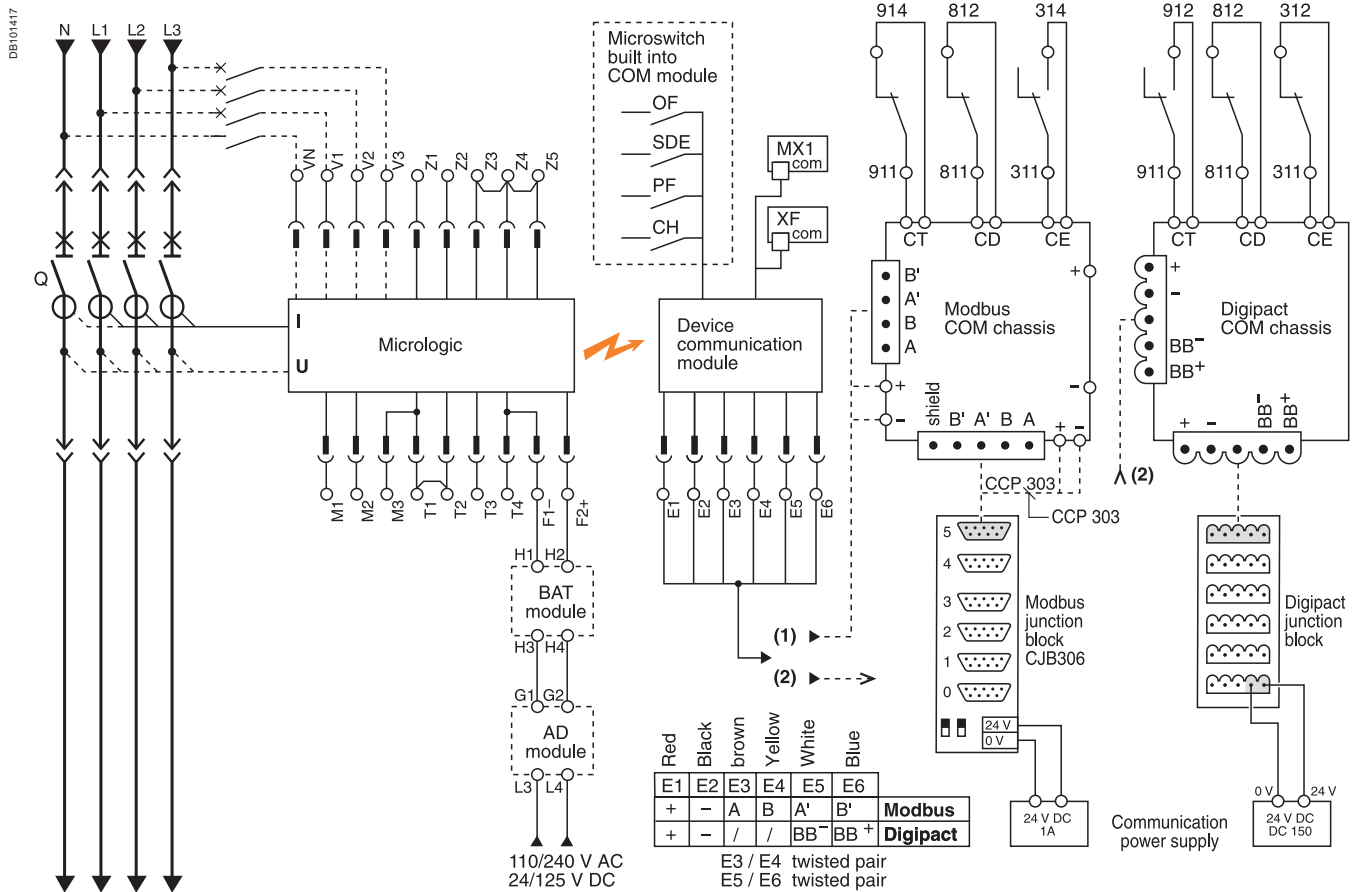 DB101417
N L1 L2 L3
VN V1 V2 V3 Z1 Z2 Z3 Z4 Z5
Q
I
U
Micrologic
M1 M2 M3 T1 T2 T3 T4 F1– F2+
H1 H2
BAT
module
H3 H4
G1 G2
AD
module
L3 L4
110/240 V AC
24/125 V DC
Microswitch
built into
COM module
OF
SDE
PF
CH
MX1
com
XF
com
Device
communication
module
E1 E2 E3 E4 E5 E6
(1)
(2)
Red Black brown Yellow White Blue
E1 E2 E3 E4 E5 E6
+ – A B A' B' Modbus
+ – / / BB– BB+ Digipact
E3 / E4 twisted pair
E5 / E6 twisted pair
914 812 314
911 811 311
CT CD CE
B'
A'
B
A
+
–
+
–
Modbus
COM chassis
shield B' A' B A + –
CCP 303
CCP 303
5
4
3
2
1
0
Modbus
junction
block
CJB306
24 V
0 V
24 V DC
1A
912 812 312
911 811 311
CT CD CE
+
–
BB–
BB+
Digipact
COM chassis
+ – BB– BB+
(2)
Digipact
junction
block
0 V 24 V
24 V DC
DC 150
Communication
power supply